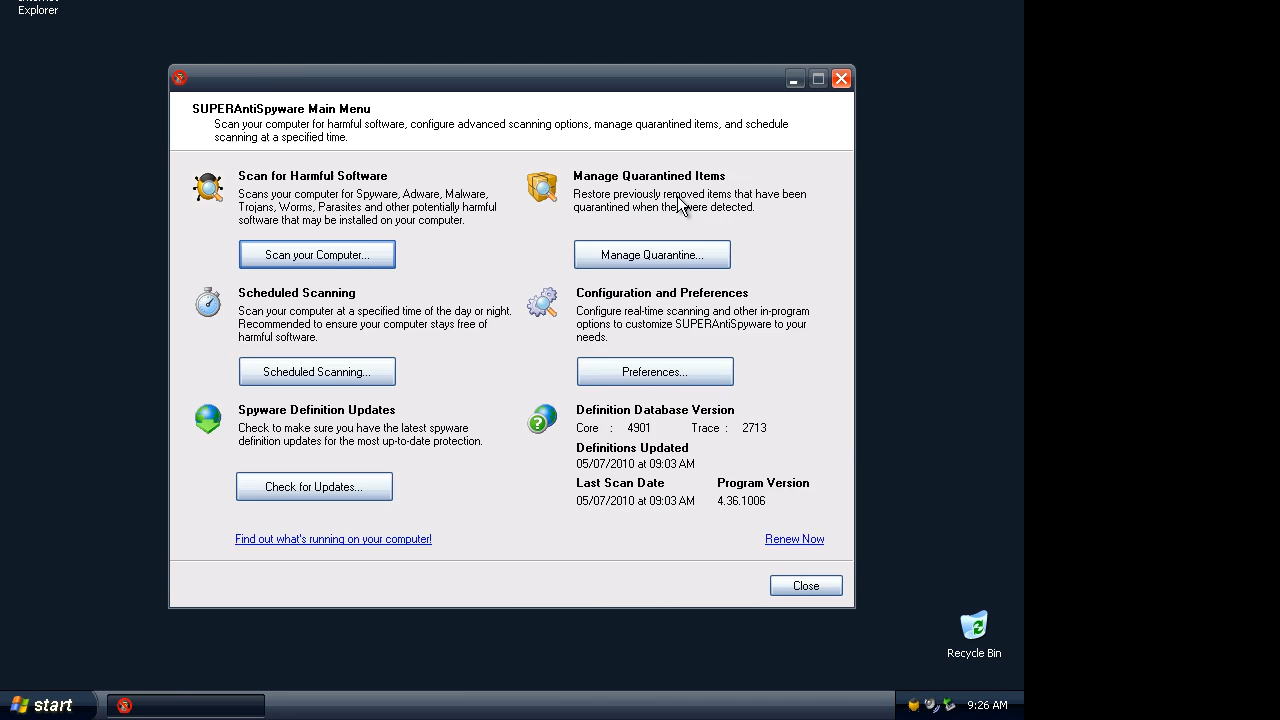 Explorer
SUPERAntiSpyware Main Menu
Scan your computer for harmful software, configure advanced scanning options, manage quarantined items, and schedule
scanning at a specified time.
Scan for Harmful Software
Scans your computer for Spyware, Adware, Malware,
Trojans, Worms, Parasites and other potentially harmful
software that may be installed on your computer.
Scan your Computer...
Manage Quarantined Items
Restore previously removed items that have been
quarantined when they were detected.
Manage Quarantine...
Scheduled Scanning
Scan your computer at a specified time of the day or night.
Recommended to ensure your computer stays free of
harmful software.
Scheduled Scanning...
Configuration and Preferences
Configure real-time scanning and other in-program
options to customize SUPERAntiSpyware to your
needs.
Preferences...
Spyware Definition Updates
Check to make sure you have the latest spyware
definition updates for the most up-to-date protection.
Check for Updates...
Definition Database Version
Core : 4901 Trace : 2713
Definitions Updated
05/07/2010 at 09:03 AM
Last Scan Date Program Version
05/07/2010 at 09:03 AM 4.36.1006
Find out what's running on your computer!
Renew Now
Close
Recycle Bin
start
9:26 AM